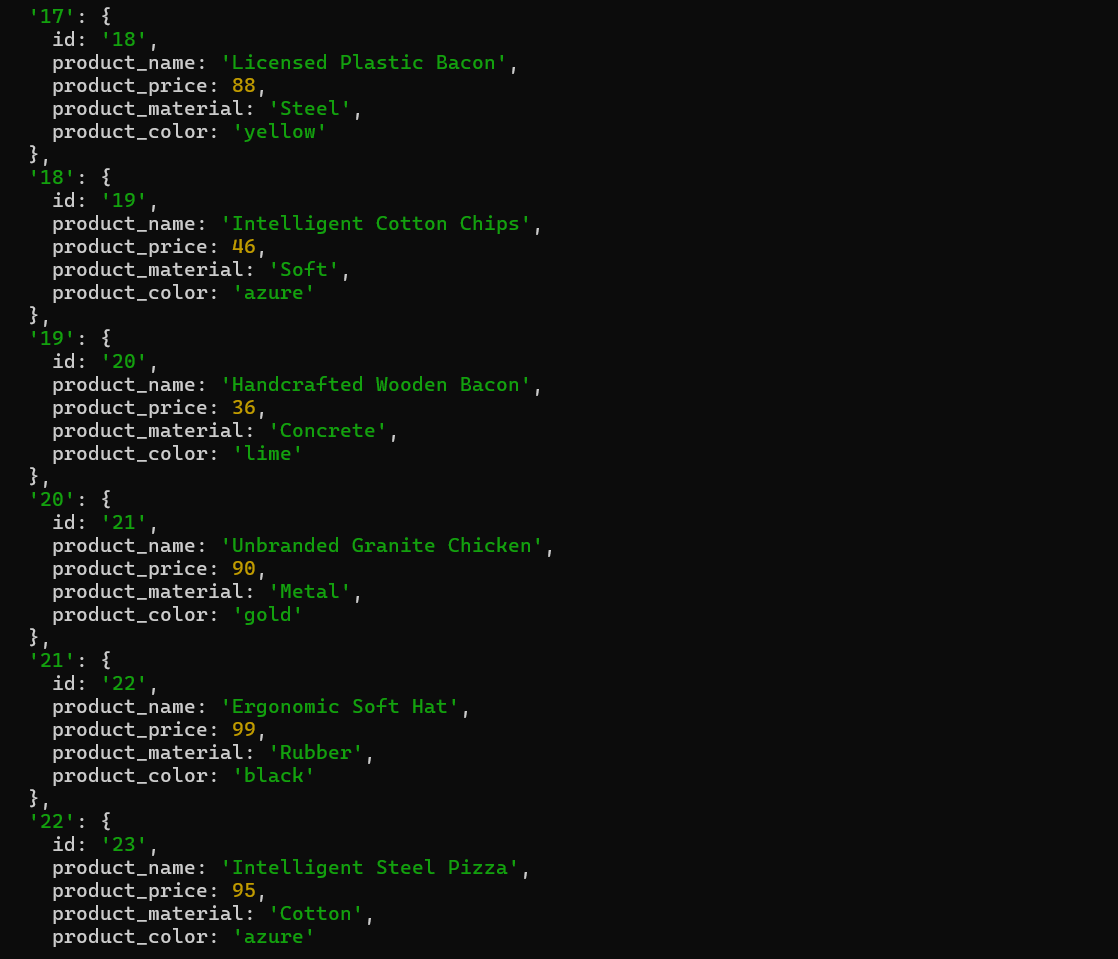 '17': {
id: '18',
product_name: 'Licensed Plastic Bacon',
product_price: 88,
product_material: 'Steel',
product_color: 'yellow'
},
'18': {
id: '19',
product_name: 'Intelligent Cotton Chips',
product_price: 46,
product_material: 'Soft',
product_color: 'azure'
},
'19': {
id: '20',
product_name: 'Handcrafted Wooden Bacon',
product_price: 36,
product_material: 'Concrete',
product_color: 'lime'
},
'20': {
id: '21',
product_name: 'Unbranded Granite Chicken',
product_price: 90,
product_material: 'Metal',
product_color: 'gold'
},
'21': {
id: '22',
product_name: 'Ergonomic Soft Hat',
product_price: 99,
product_material: 'Rubber',
product_color: 'black'
},
'22': {
id: '23',
product_name: 'Intelligent Steel Pizza',
product_price: 95,
product_material: 'Cotton',
product_color: 'azure'